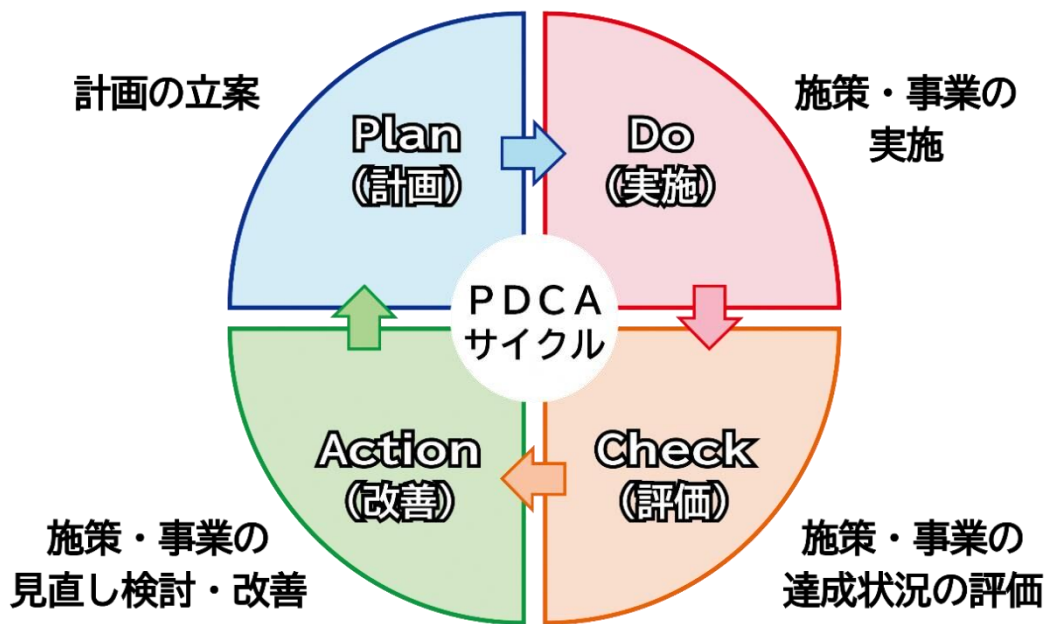 計画の立案
Plan
（計画）
Do
（実施）
施策・事業の
実施
ＰＤＣＡ
サイクル
Action
（改善）
Check
（評価）
施策・事業の
見直し検討・改善
施策・事業の
達成状況の評価